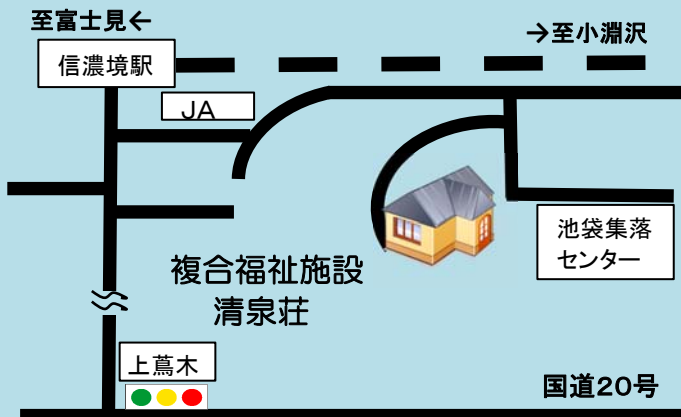 至富士見←
→至小淵沢
信濃境駅
JA
池袋集落
センター
複合福祉施設
清泉荘
上蔦木
国道20号